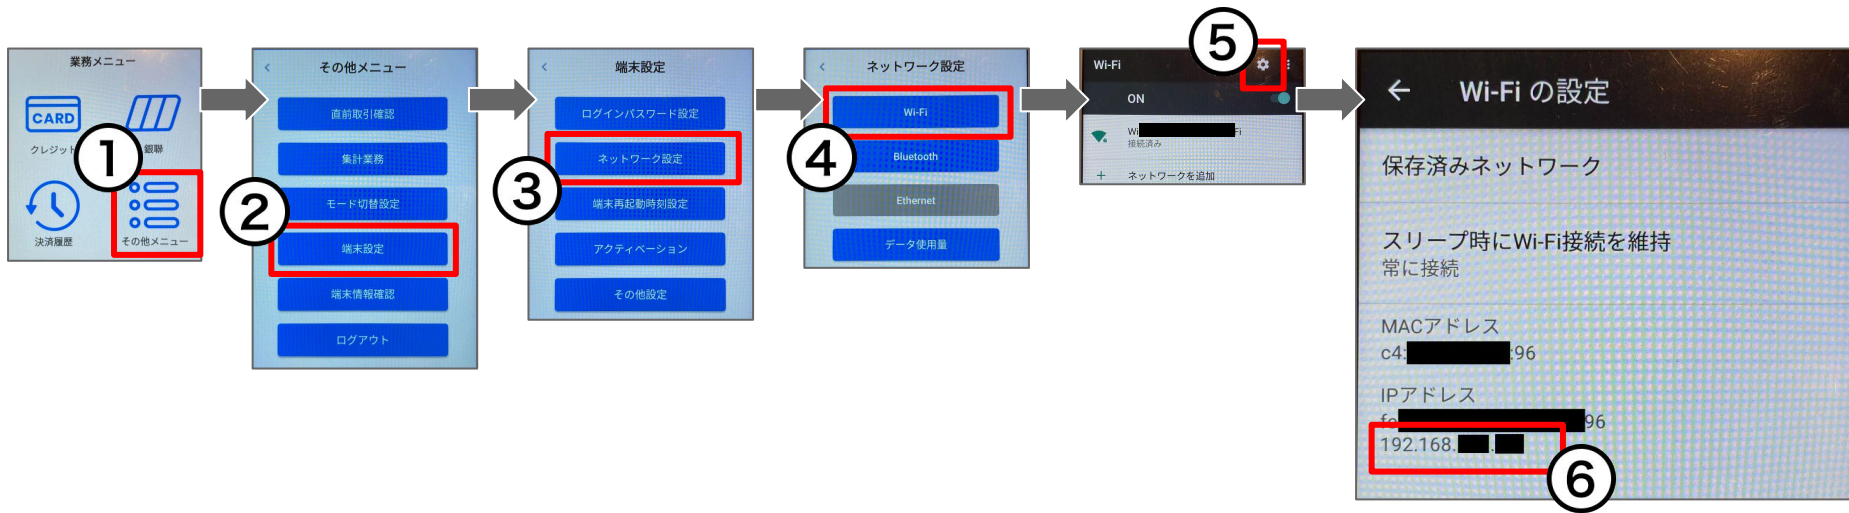 業務メニュー
CARD
クレジット
銀聯
決済履歴
その他メニュー
①
その他メニュー
直前取引確認
集計業務
モード切替設定
端末設定
端末情報確認
ログアウト
②
端末設定
ログインパスワード設定
ネットワーク設定
端末再起動時刻設定
アクティベーション
その他設定
③
ネットワーク設定
Wi-Fi
Bluetooth
Ethernet
データ使用量
④
Wi-Fi
ON
Wi Fi
接続済み
ネットワークを追加
⑤
Wi-Fi の設定
保存済みネットワーク
スリープ時にWi-Fi接続を維持
常に接続
MACアドレス
c4: :96
IPアドレス
fe 96
192.168. .
⑥